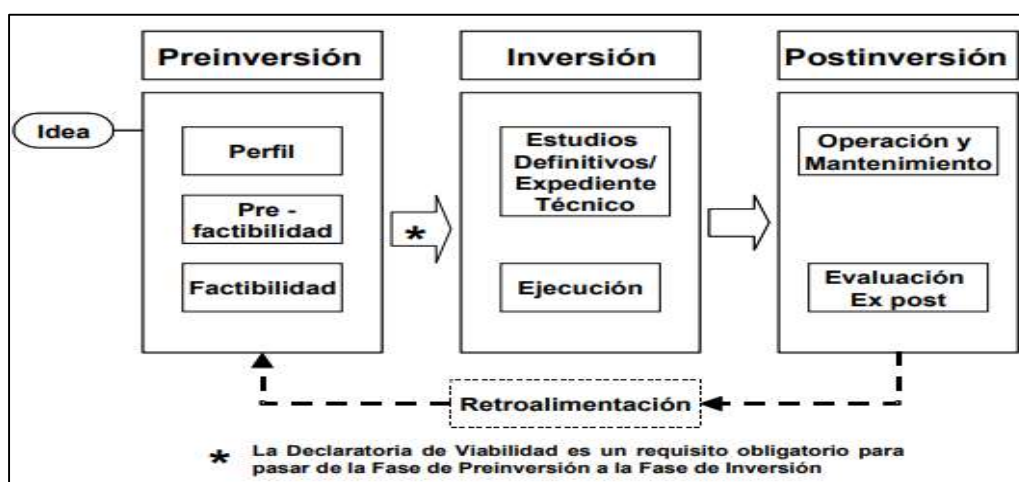 Preinversión
Inversión
Postinversión
Idea
Perfil
Pre -
factibilidad
Factibilidad
*
Estudios
Definitivos/
Expediente
Técnico
Ejecución
Operación y
Mantenimiento
Evaluación
Ex post
Retroalimentación
* La Declaratoria de Viabilidad es un requisito obligatorio para
pasar de la Fase de Preinversión a la Fase de Inversión